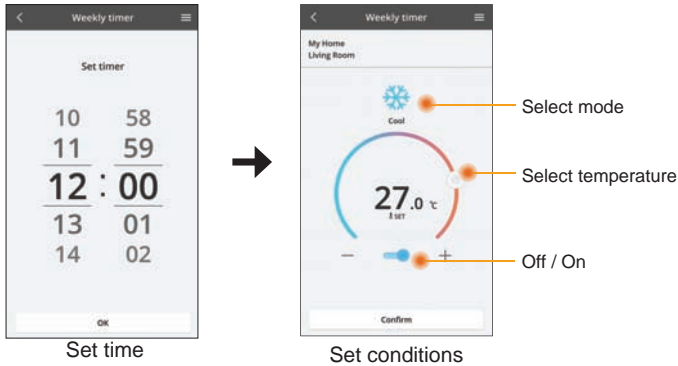 Weekly timer
Set timer
10 58
11 59
12 : 00
13 01
14 02
OK
Set time
Weekly timer
My Home
Living Room
Cool
27.0 ℃
SET
− +
Confirm
Set conditions
Select mode
Select temperature
Off / On